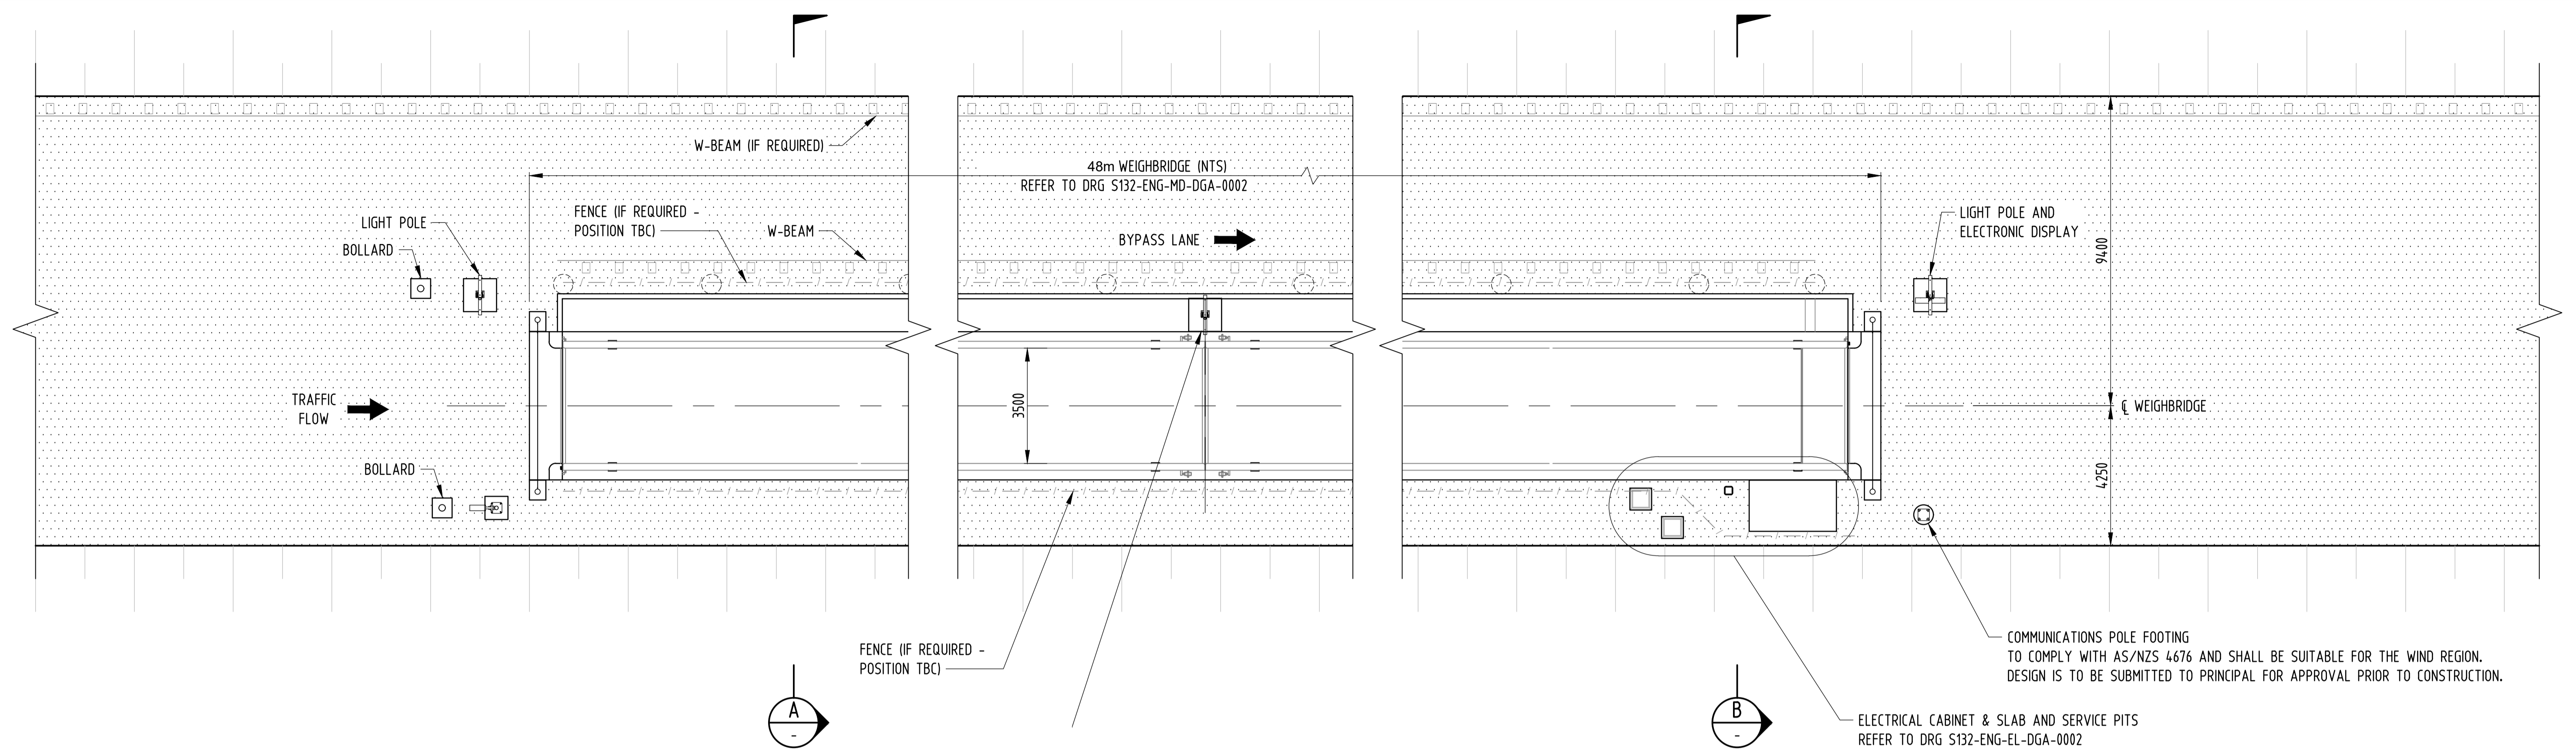 W-BEAM (IF REQUIRED)
48m WEIGHBRIDGE (NTS)
REFER TO DRG S132-ENG-MD-DGA-0002
LIGHT POLE
BOLLARD
FENCE (IF REQUIRED -
POSITION TBC)
W-BEAM
BYPASS LANE
LIGHT POLE AND
ELECTRONIC DISPLAY
9400
TRAFFIC
FLOW
3500
℄ WEIGHBRIDGE
BOLLARD
4250
FENCE (IF REQUIRED -
POSITION TBC)
COMMUNICATIONS POLE FOOTING
TO COMPLY WITH AS/NZS 4676 AND SHALL BE SUITABLE FOR THE WIND REGION.
DESIGN IS TO BE SUBMITTED TO PRINCIPAL FOR APPROVAL PRIOR TO CONSTRUCTION.
A
-
B
-
ELECTRICAL CABINET & SLAB AND SERVICE PITS
REFER TO DRG S132-ENG-EL-DGA-0002